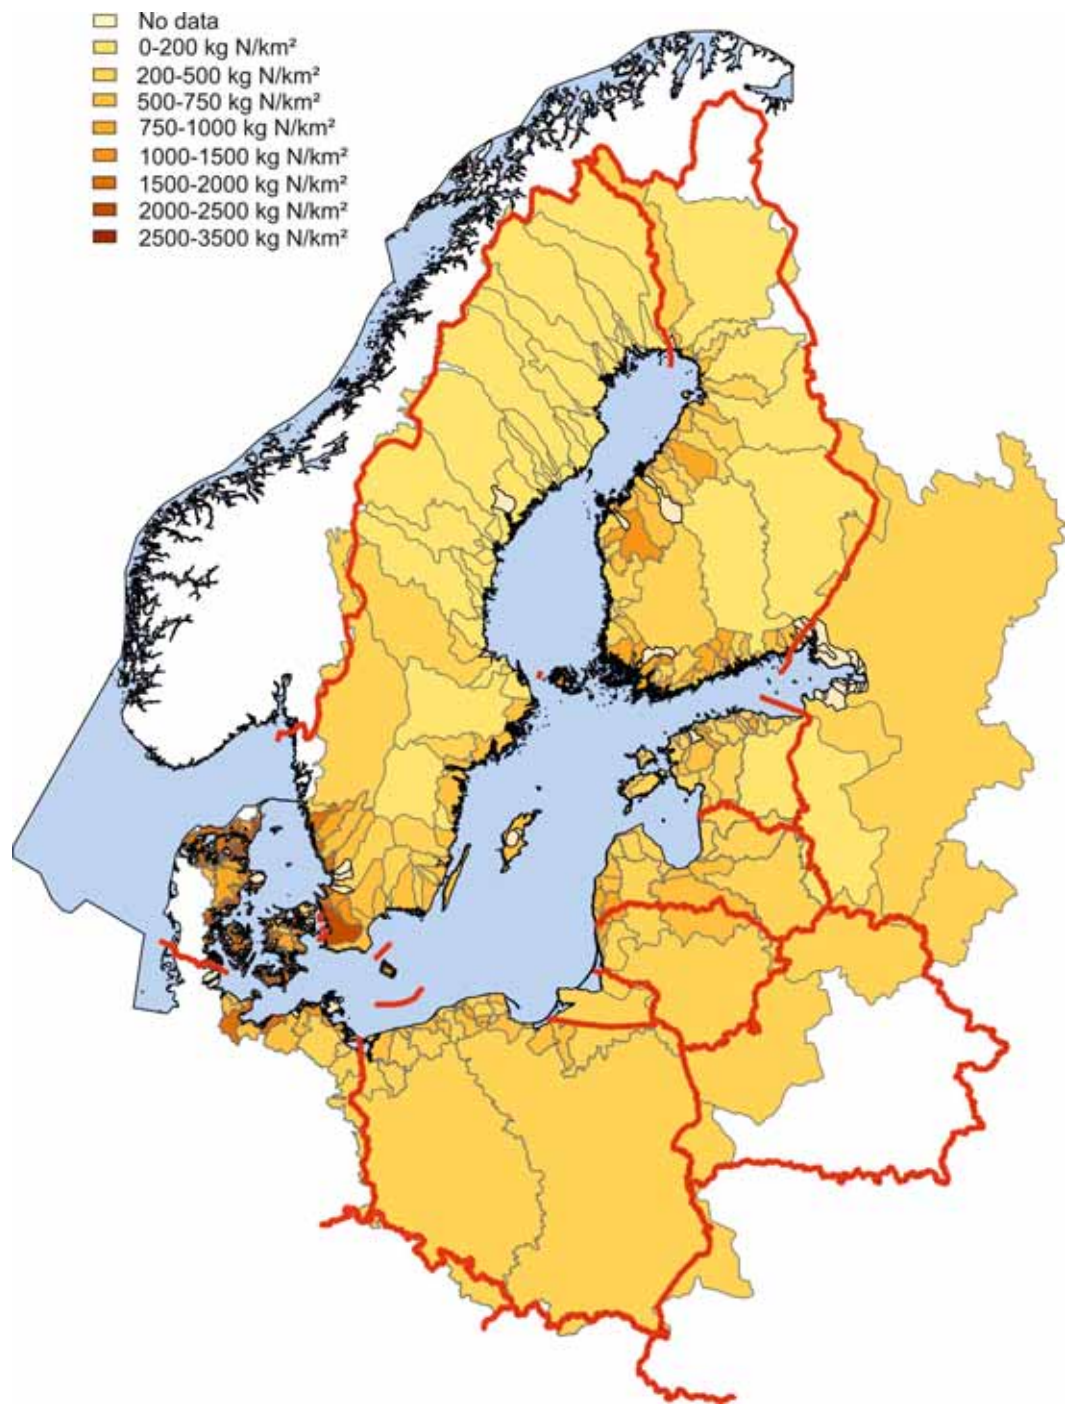 No data
0-200 kg N/km²
200-500 kg N/km²
500-750 kg N/km²
750-1000 kg N/km²
1000-1500 kg N/km²
1500-2000 kg N/km²
2000-2500 kg N/km²
2500-3500 kg N/km²